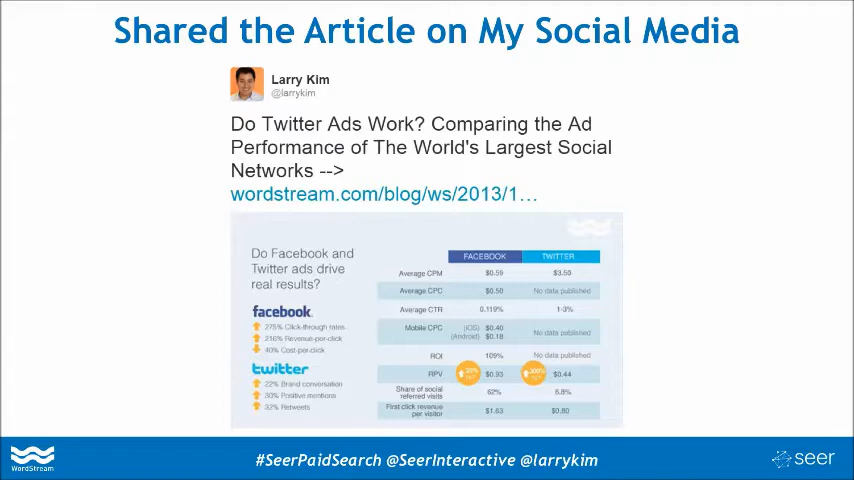 Shared the Article on My Social Media
Larry Kim
@larrykim
Do Twitter Ads Work? Comparing the Ad
Performance of The World's Largest Social
Networks -->
wordstream.com/blog/ws/2013/1…
Do Facebook and
Twitter ads drive
real results?
facebook
275% Click-through rates
216% Revenue-per-click
40% Cost-per-click
twitter
22% Brand conversation
30% Positive mentions
32% Retweets
FACEBOOK TWITTER
Average CPM $0.59 $3.50
Average CPC $0.50 No data published
Average CTR 0.119% 1-3%
Mobile CPC (iOS) $0.40 No data published
(Android) $0.18
ROI 109% No data published
RPV $0.93 $0.44
Share of social
referred visits 62% 6.8%
First click revenue
per visitor $1.63 $0.80
WordStream
#SeerPaidSearch @SeerInteractive @larrykim
seer